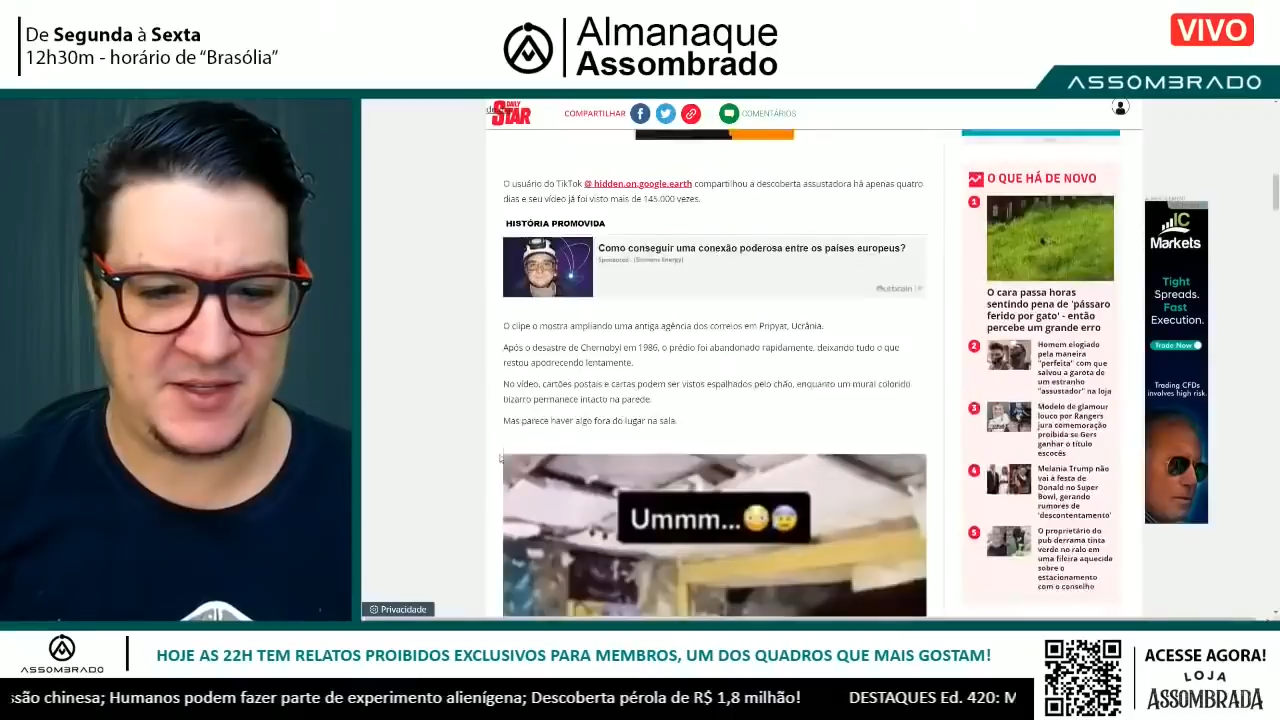 De Segunda à Sexta
12h30m - horário de “Brasólia”
Almanaque
Assombrado
VIVO
ASSOMBRADO
DAILY
STAR
COMPARTILHAR
COMENTÁRIOS
O usuário do TikTok @ hidden.on.google.earth compartilhou a descoberta assustadora há apenas quatro
dias e seu vídeo já foi visto mais de 145.000 vezes.
HISTÓRIA PROMOVIDA
Como conseguir uma conexão poderosa entre os países europeus?
Sponsored - (Siemens Energy)
Outbrain
O clipe o mostra ampliando uma antiga agência dos correios em Pripyat, Ucrânia.
Após o desastre de Chernobyl em 1986, o prédio foi abandonado rapidamente, deixando tudo o que
restou apodrecendo lentamente.
No vídeo, cartões postais e cartas podem ser vistos espalhados pelo chão, enquanto um mural colorido
bizarro permanece intacto na parede.
Mas parece haver algo fora do lugar na sala.
Ummm...😳😰
Privacidade
O QUE HÁ DE NOVO
1
O cara passa horas
sentindo pena de 'pássaro
ferido por gato' - então
percebe um grande erro
2
Homem elogiado
pela maneira
"perfeita" com que
salvou a garota de
um estranho
"assustador" na loja
3
Modelo de glamour
louco por Rangers
jura comemoração
proibida se Gers
ganhar o título
escocês
4
Melania Trump não
vai à festa de
Donald no Super
Bowl, gerando
rumores de
'descontentamento'
5
O proprietário do
pub derrama tinta
verde no ralo em
uma fileira aquecida
sobre o
estacionamento
com o conselho
IC
Markets
Tight
Spreads.
Fast
Execution.
Trade Now
Trading CFDs
involves high risk.
ASSOMBRADO
HOJE AS 22H TEM RELATOS PROIBIDOS EXCLUSIVOS PARA MEMBROS, UM DOS QUADROS QUE MAIS GOSTAM!
ACESSE AGORA!
LOJA
ASSOMBRADA
ssão chinesa; Humanos podem fazer parte de experimento alienígena; Descoberta pérola de R$ 1,8 milhão! DESTAQUES Ed. 420: M